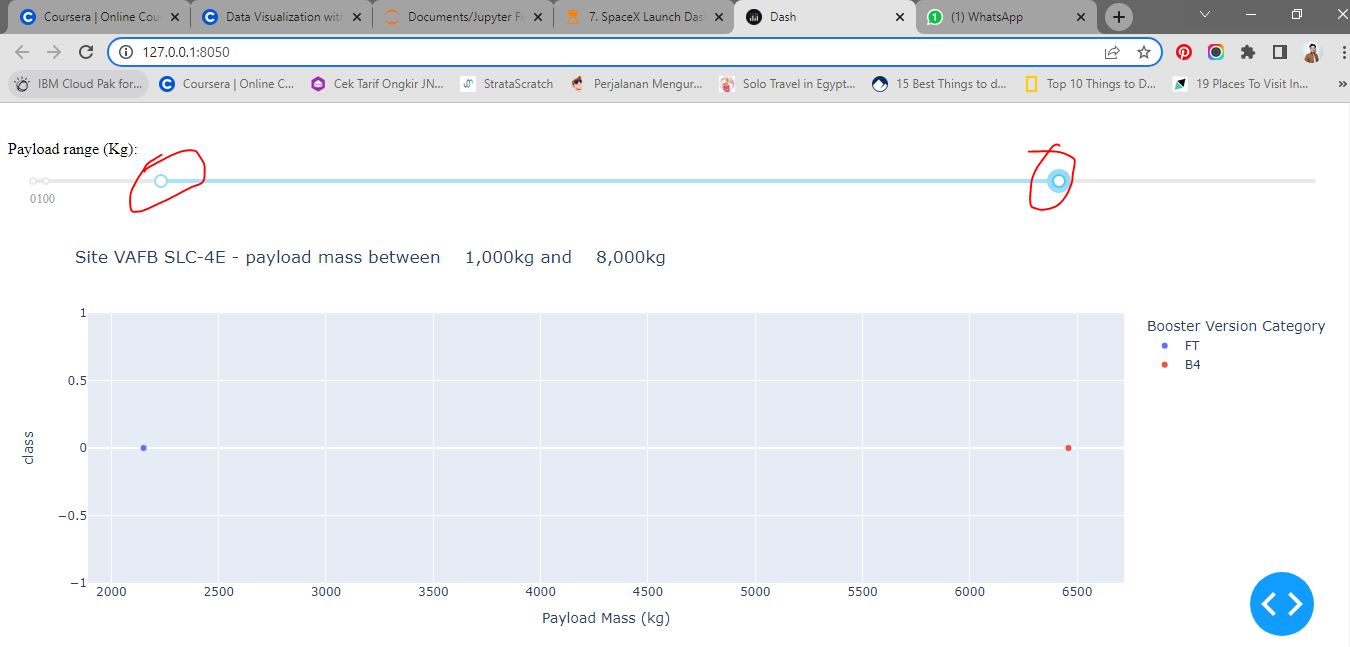 Coursera | Online Cou
Data Visualization with
Documents/Jupyter F
7. SpaceX Launch Das
Dash
(1) WhatsApp
127.0.0.1:8050
IBM Cloud Pak for...
Coursera | Online C...
Cek Tarif Ongkir JN...
StrataScratch
Perjalanan Mengur...
Solo Travel in Egypt...
15 Best Things to d...
Top 10 Things to D...
19 Places To Visit In...
»
Payload range (Kg):
0100
Site VAFB SLC-4E - payload mass between 1,000kg and 8,000kg
Booster Version Category
FT
B4
1
0.5
0
−0.5
−1
class
2000 2500 3000 3500 4000 4500 5000 5500 6000 6500
Payload Mass (kg)